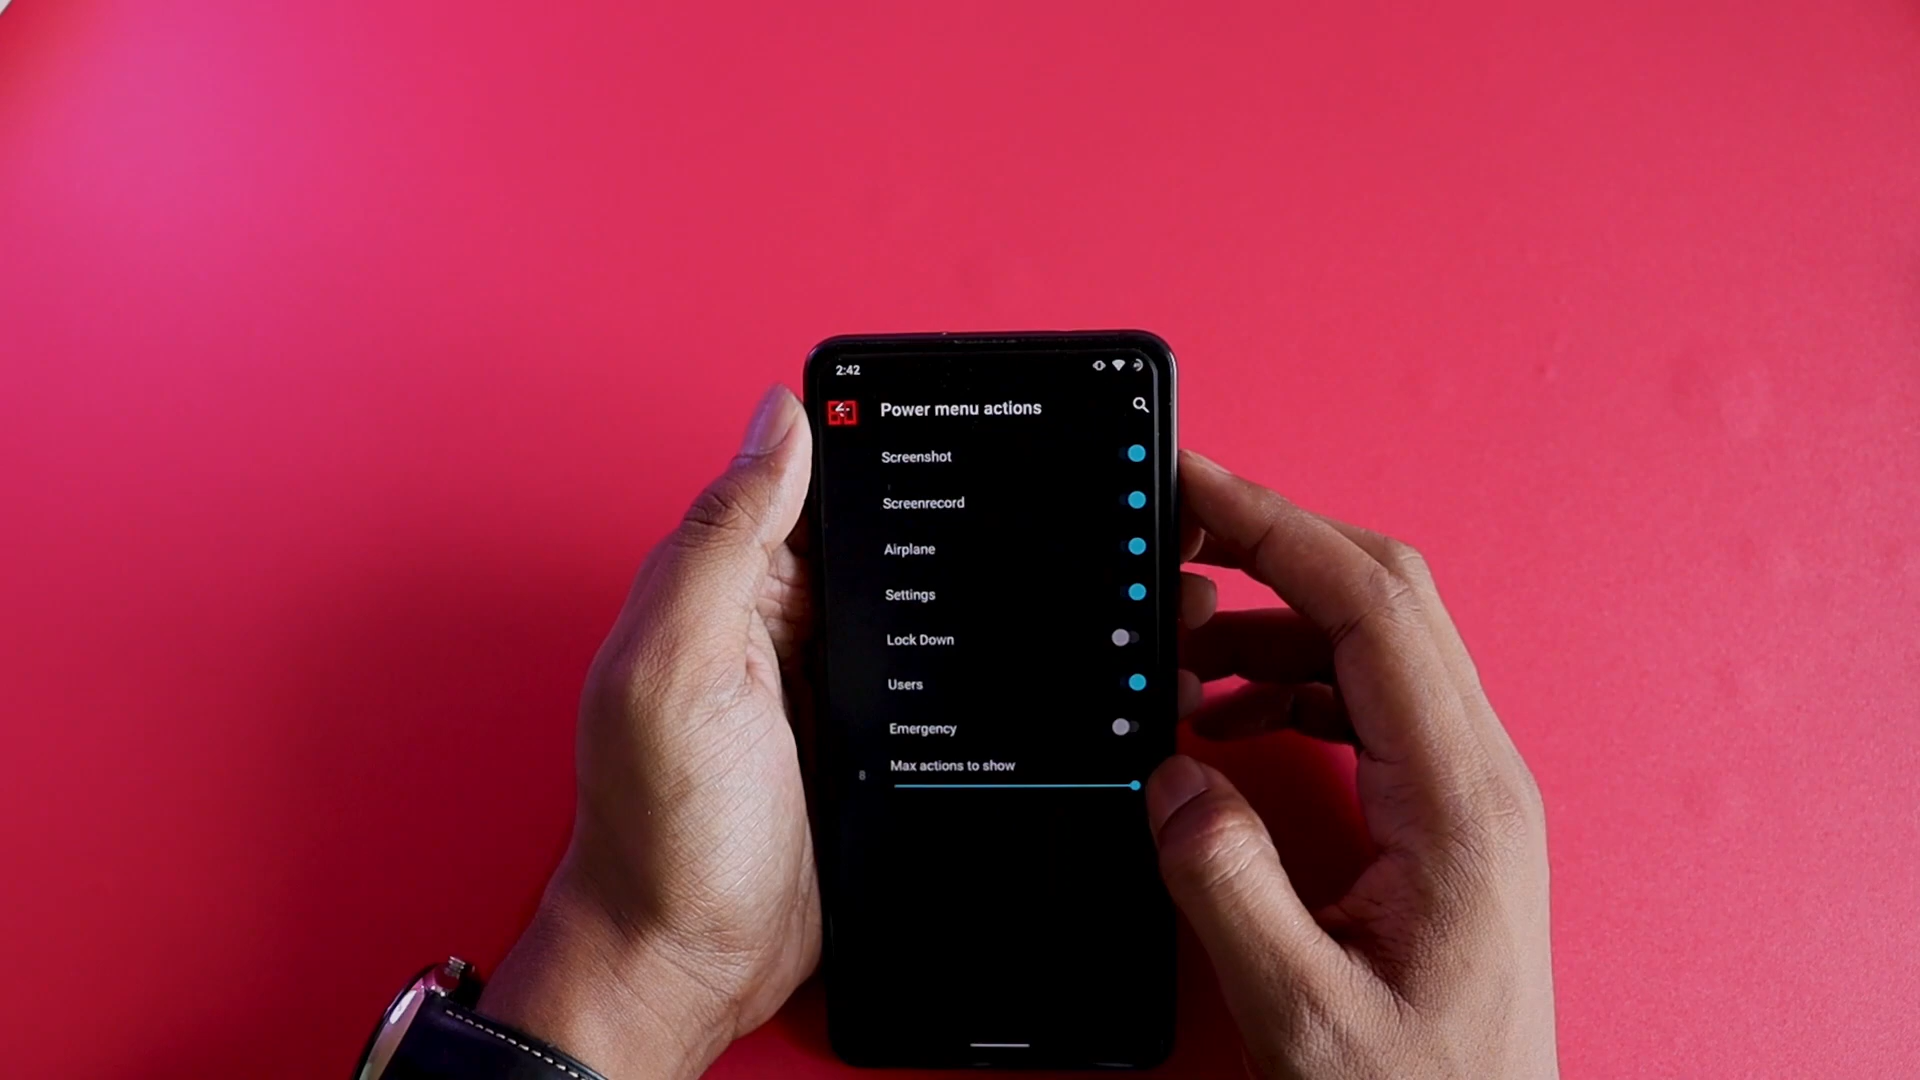 2:42
Power menu actions
Screenshot
Screenrecord
Airplane
Settings
Lock Down
Users
Emergency
Max actions to show
8